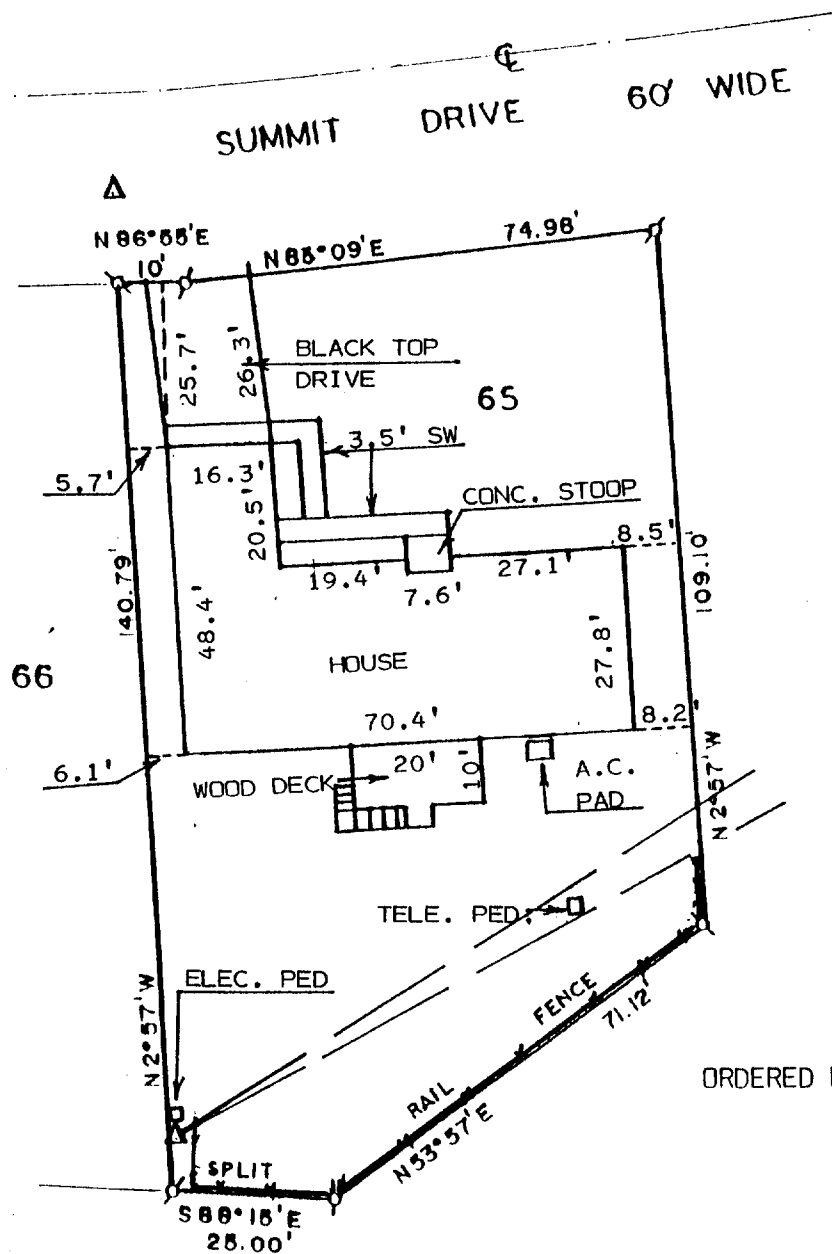 ℄
SUMMIT DRIVE 60' WIDE
N 86°55'E
10'
N 85°09'E
74.98'
25.7'
26.3'
BLACK TOP
DRIVE
65
3.5' SW
5.7'
16.3'
20.5'
CONC. STOOP
8.5'
19.4'
7.6'
27.1'
109.10'
140.79'
48.4'
27.8'
66
HOUSE
70.4'
8.2'
6.1'
WOOD DECK
20'
10'
A.C.
PAD
N 2°57' W
TELE. PED.
ELEC. PED
N 2°57' W
FENCE
71.12'
RAIL
N 53°57' E
ORDERED
SPLIT
S 88°15'E
25.00'